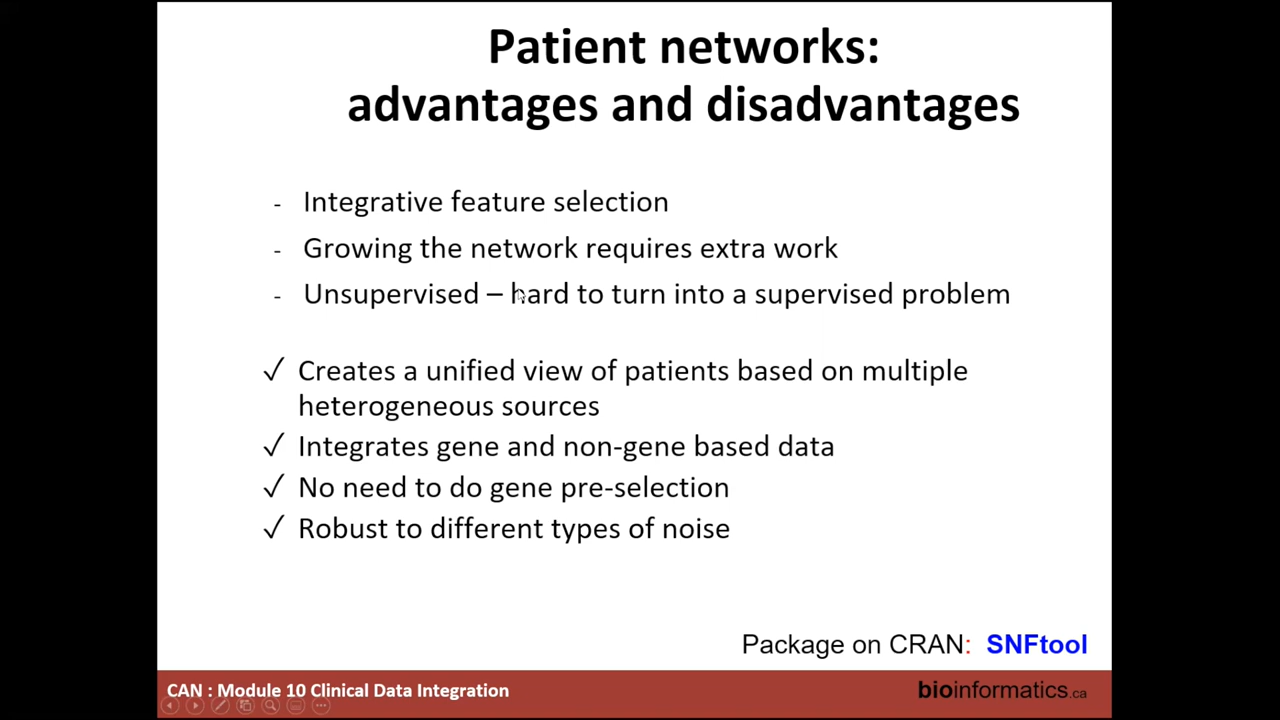 Patient networks:
advantages and disadvantages
- Integrative feature selection
- Growing the network requires extra work
- Unsupervised – hard to turn into a supervised problem
✓ Creates a unified view of patients based on multiple
heterogeneous sources
✓ Integrates gene and non-gene based data
✓ No need to do gene pre-selection
✓ Robust to different types of noise
Package on CRAN: SNFtool
CAN : Module 10 Clinical Data Integration
bioinformatics.ca